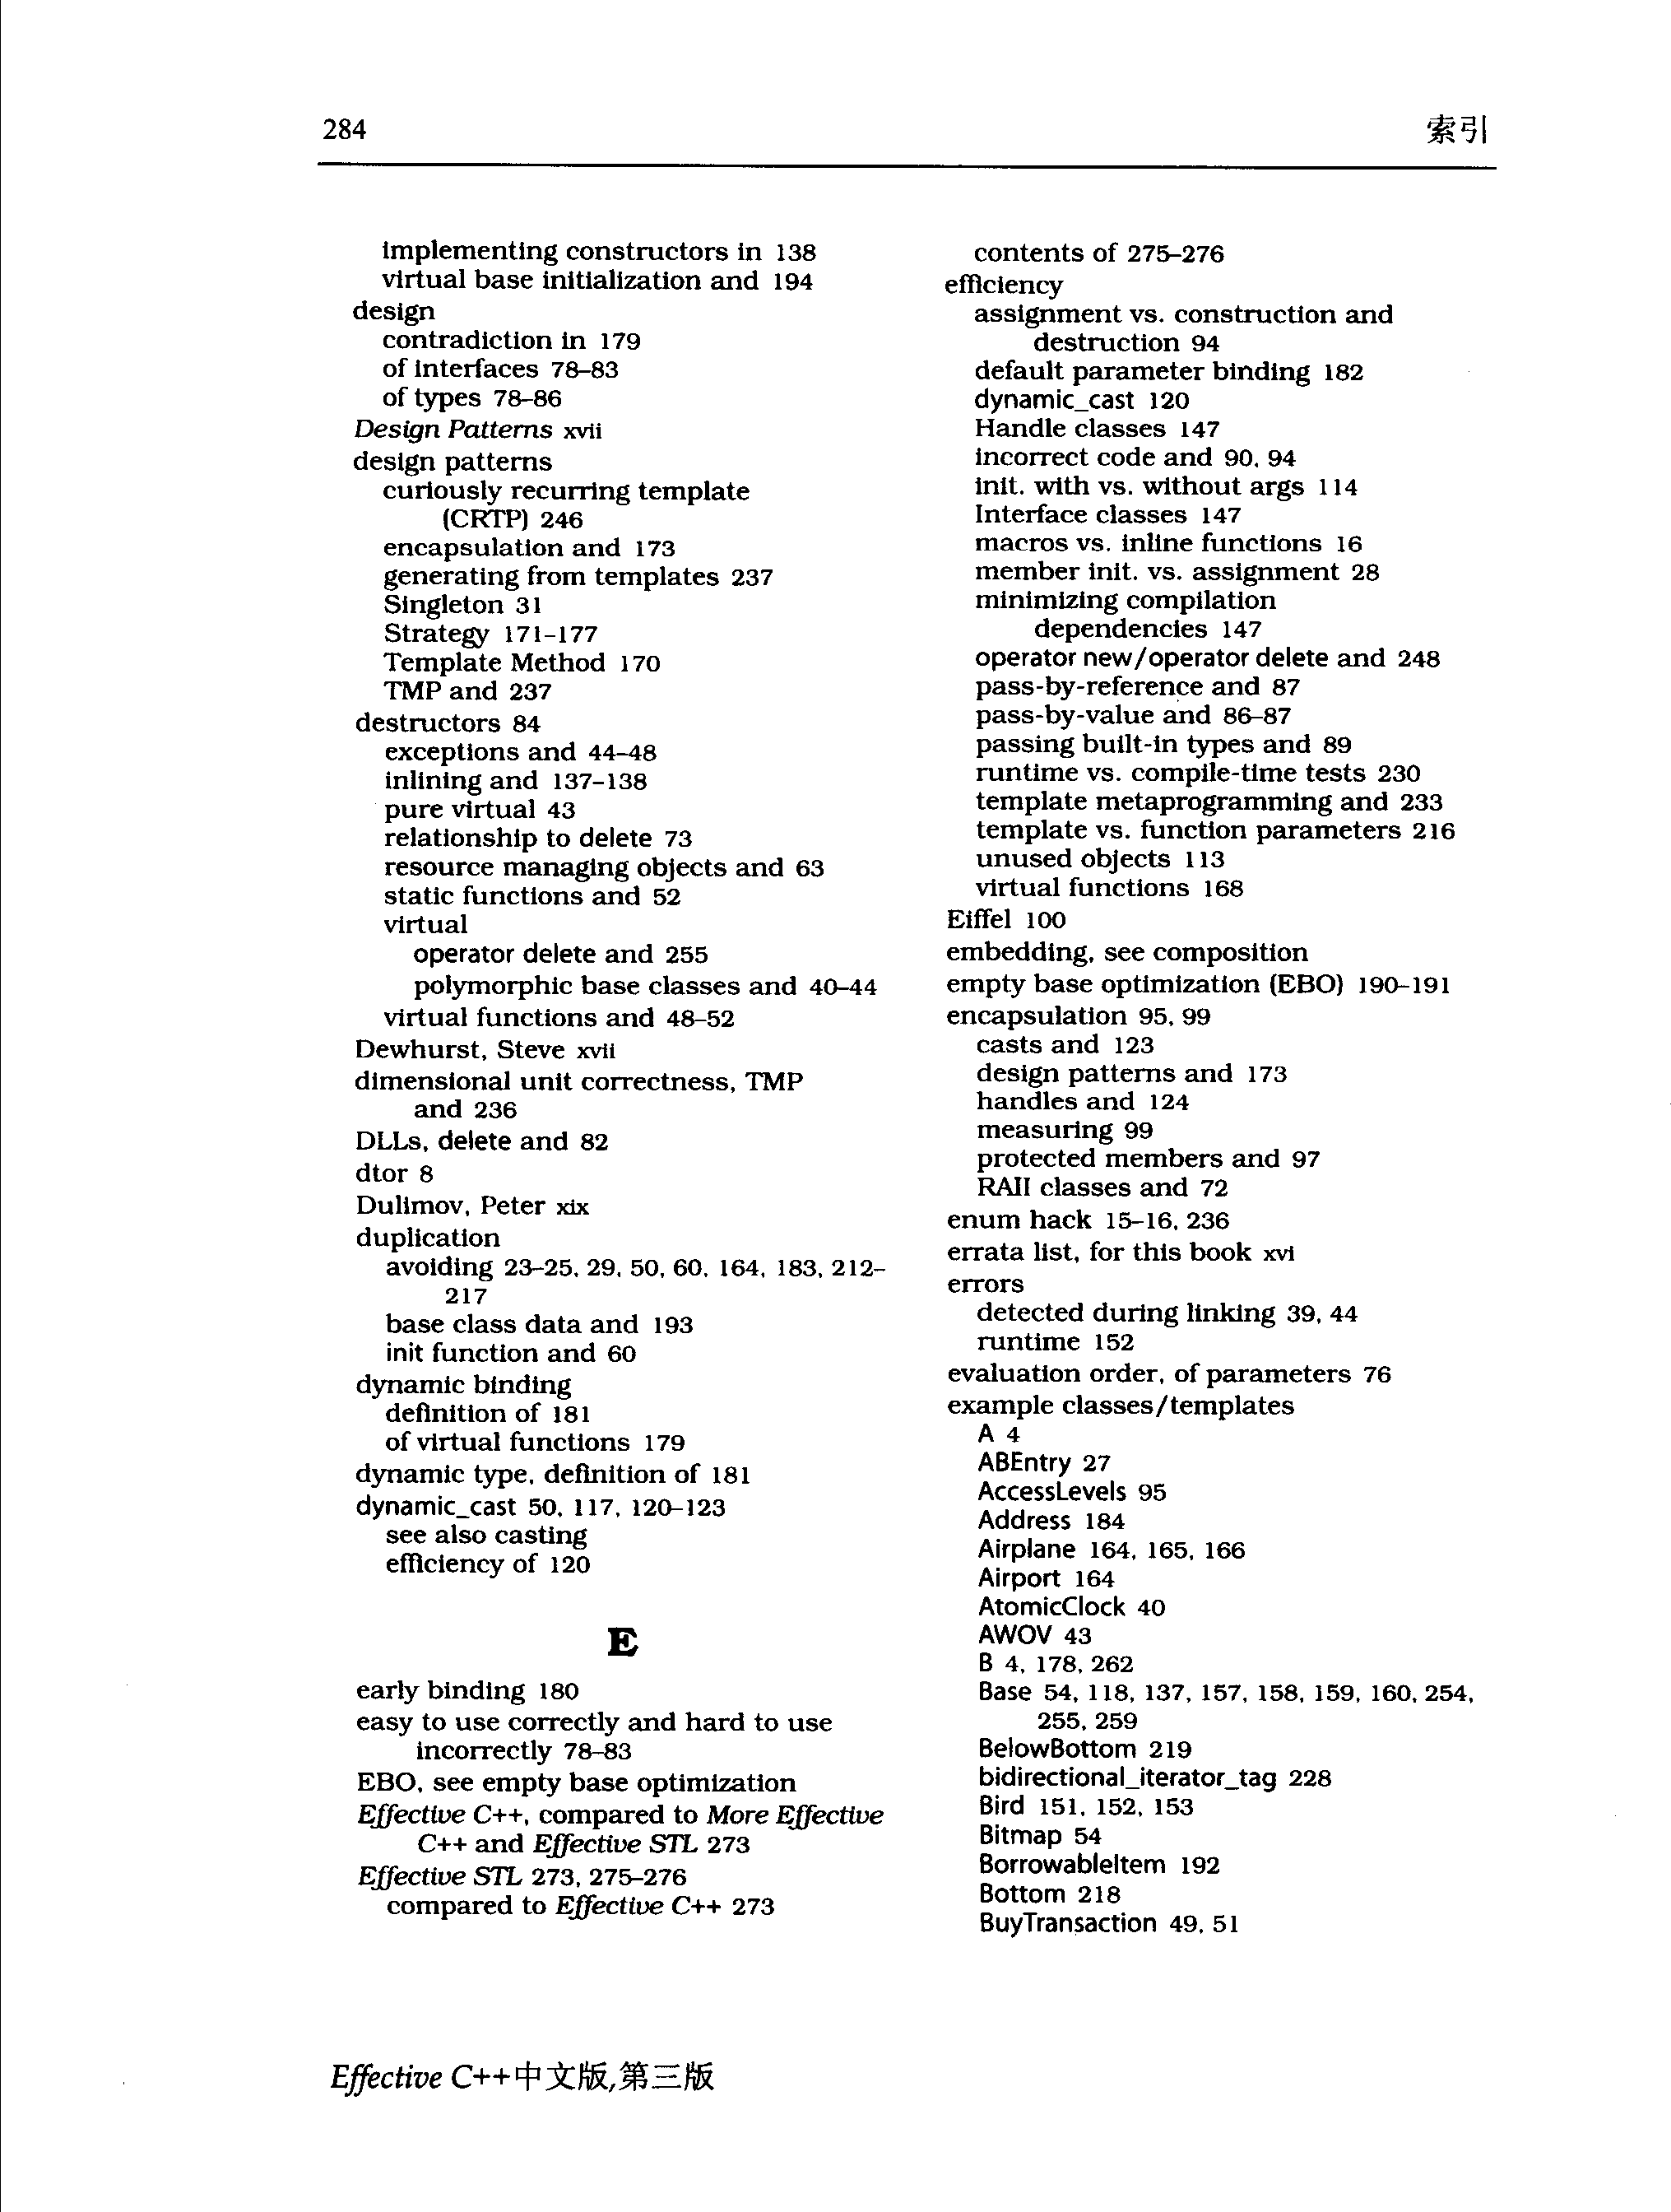 284
索引
implementing constructors in 138
virtual base initialization and 194
design
contradiction in 179
of interfaces 78–83
of types 78–86
Design Patterns xvii
design patterns
curiously recurring template
(CRTP) 246
encapsulation and 173
generating from templates 237
Singleton 31
Strategy 171–177
Template Method 170
TMP and 237
destructors 84
exceptions and 44–48
inlining and 137–138
pure virtual 43
relationship to delete 73
resource managing objects and 63
static functions and 52
virtual
operator delete and 255
polymorphic base classes and 40–44
virtual functions and 48–52
Dewhurst, Steve xvii
dimensional unit correctness, TMP
and 236
DLLs, delete and 82
dtor 8
Dulimov, Peter xix
duplication
avoiding 23–25, 29, 50, 60, 164, 183, 212–
217
base class data and 193
init function and 60
dynamic binding
definition of 181
of virtual functions 179
dynamic type, definition of 181
dynamic_cast 50, 117, 120–123
see also casting
efficiency of 120
E
early binding 180
easy to use correctly and hard to use
incorrectly 78–83
EBO, see empty base optimization
Effective C++, compared to More Effective
C++ and Effective STL 273
Effective STL 273, 275–276
compared to Effective C++ 273
contents of 275–276
efficiency
assignment vs. construction and
destruction 94
default parameter binding 182
dynamic_cast 120
Handle classes 147
incorrect code and 90, 94
init. with vs. without args 114
Interface classes 147
macros vs. inline functions 16
member init. vs. assignment 28
minimizing compilation
dependencies 147
operator new/operator delete and 248
pass-by-reference and 87
pass-by-value and 86–87
passing built-in types and 89
runtime vs. compile-time tests 230
template metaprogramming and 233
template vs. function parameters 216
unused objects 113
virtual functions 168
Eiffel 100
embedding, see composition
empty base optimization (EBO) 190–191
encapsulation 95, 99
casts and 123
design patterns and 173
handles and 124
measuring 99
protected members and 97
RAII classes and 72
enum hack 15–16, 236
errata list, for this book xvi
errors
detected during linking 39, 44
runtime 152
evaluation order, of parameters 76
example classes/templates
A 4
ABEntry 27
AccessLevels 95
Address 184
Airplane 164, 165, 166
Airport 164
AtomicClock 40
AWOV 43
B 4, 178, 262
Base 54, 118, 137, 157, 158, 159, 160, 254,
255, 259
BelowBottom 219
bidirectional_iterator_tag 228
Bird 151, 152, 153
Bitmap 54
BorrowableItem 192
Bottom 218
BuyTransaction 49, 51
Effective C++中文版,第三版